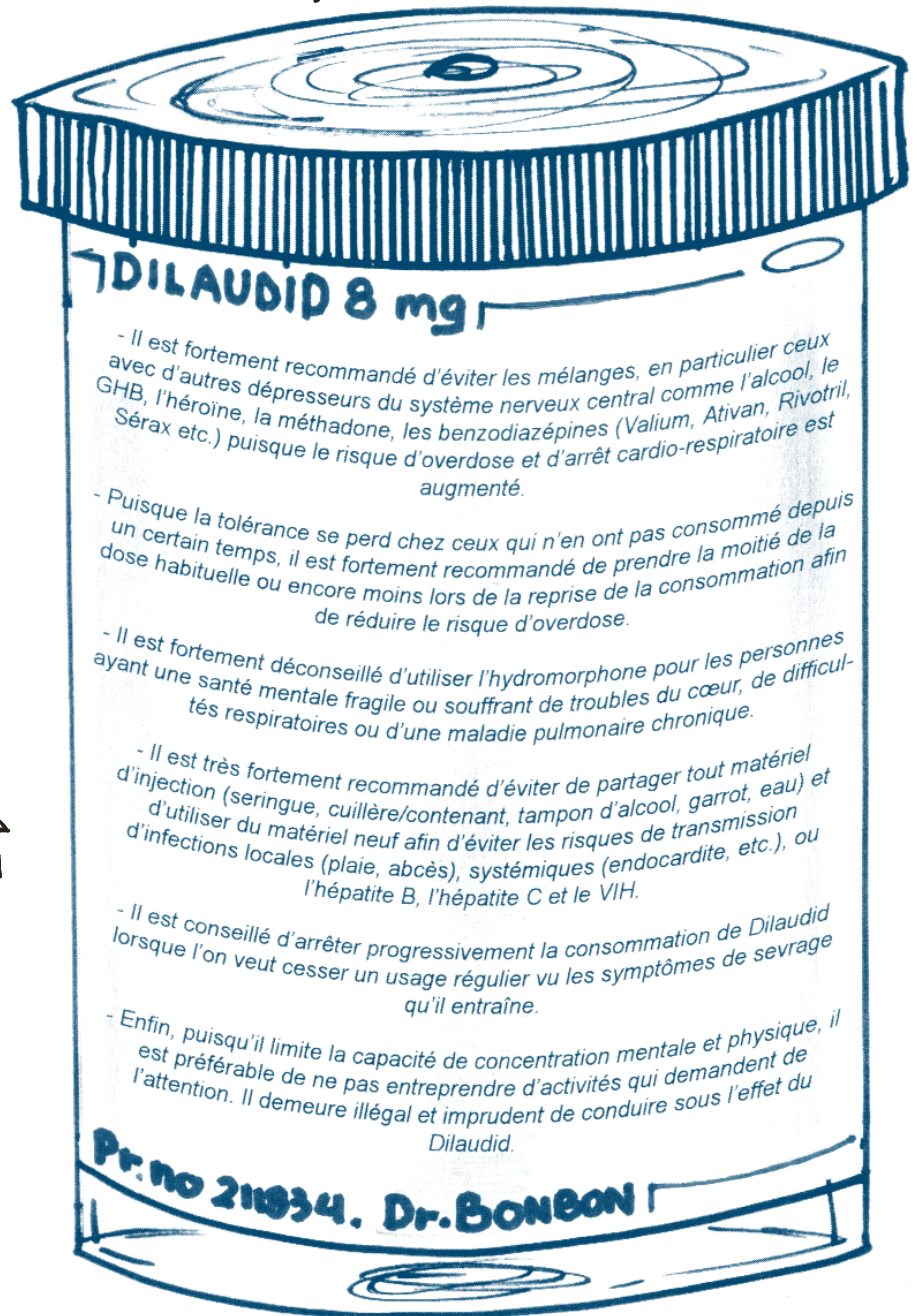 DILAUDID 8 mg
- Il est fortement recommandé d'éviter les mélanges, en particulier ceux
avec d'autres dépresseurs du système nerveux central comme l'alcool, le
GHB, l'héroïne, la méthadone, les benzodiazépines (Valium, Ativan, Rivotril,
Sérax etc.) puisque le risque d'overdose et d'arrêt cardio-respiratoire est
augmenté.
- Puisque la tolérance se perd chez ceux qui n'en ont pas consommé depuis
un certain temps, il est fortement recommandé de prendre la moitié de la
dose habituelle ou encore moins lors de la reprise de la consommation afin
de réduire le risque d'overdose.
- Il est fortement déconseillé d'utiliser l'hydromorphone pour les personnes
ayant une santé mentale fragile ou souffrant de troubles du cœur, de difficul-
tés respiratoires ou d'une maladie pulmonaire chronique.
- Il est très fortement recommandé d'éviter de partager tout matériel
d'injection (seringue, cuillère/contenant, tampon d'alcool, garrot, eau) et
d'utiliser du matériel neuf afin d'éviter les risques de transmission
d'infections locales (plaie, abcès), systémiques (endocardite, etc.), ou
l'hépatite B, l'hépatite C et le VIH.
- Il est conseillé d'arrêter progressivement la consommation de Dilaudid
lorsque l'on veut cesser un usage régulier vu les symptômes de sevrage
qu'il entraîne.
- Enfin, puisqu'il limite la capacité de concentration mentale et physique, il
est préférable de ne pas entreprendre d'activités qui demandent de
l'attention. Il demeure illégal et imprudent de conduire sous l'effet du
Dilaudid.
Pr. no 211834. Dr. BONBON